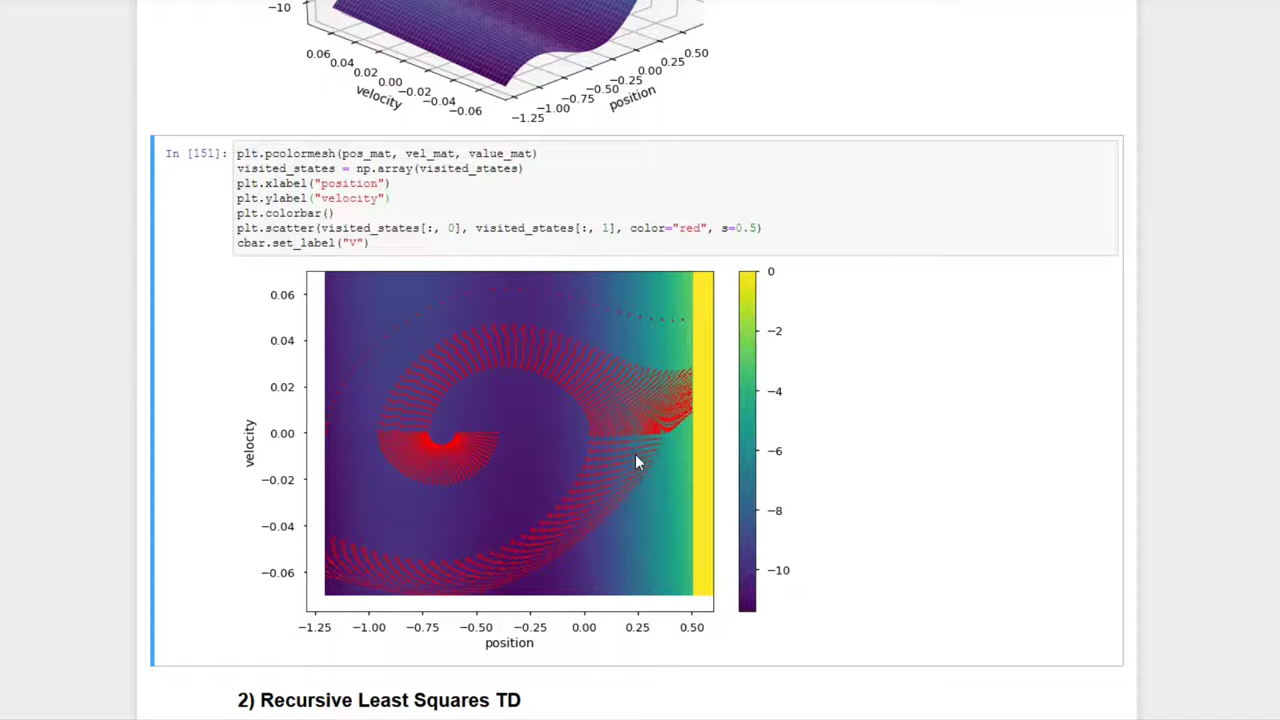 −10
0.06
0.04
0.02
0.00
−0.02
−0.04
−0.06
velocity
0.50
0.25
0.00
−0.25
−0.50
−0.75
−1.00
−1.25
position
In [151]:
plt.pcolormesh(pos_mat, vel_mat, value_mat)
visited_states = np.array(visited_states)
plt.xlabel("position")
plt.ylabel("velocity")
plt.colorbar()
plt.scatter(visited_states[:, 0], visited_states[:, 1], color="red", s=0.5)
cbar.set_label("V")
0.06
0.04
0.02
0.00
−0.02
−0.04
−0.06
velocity
−1.25 −1.00 −0.75 −0.50 −0.25 0.00 0.25 0.50
position
0
−2
−4
−6
−8
−10
2) Recursive Least Squares TD